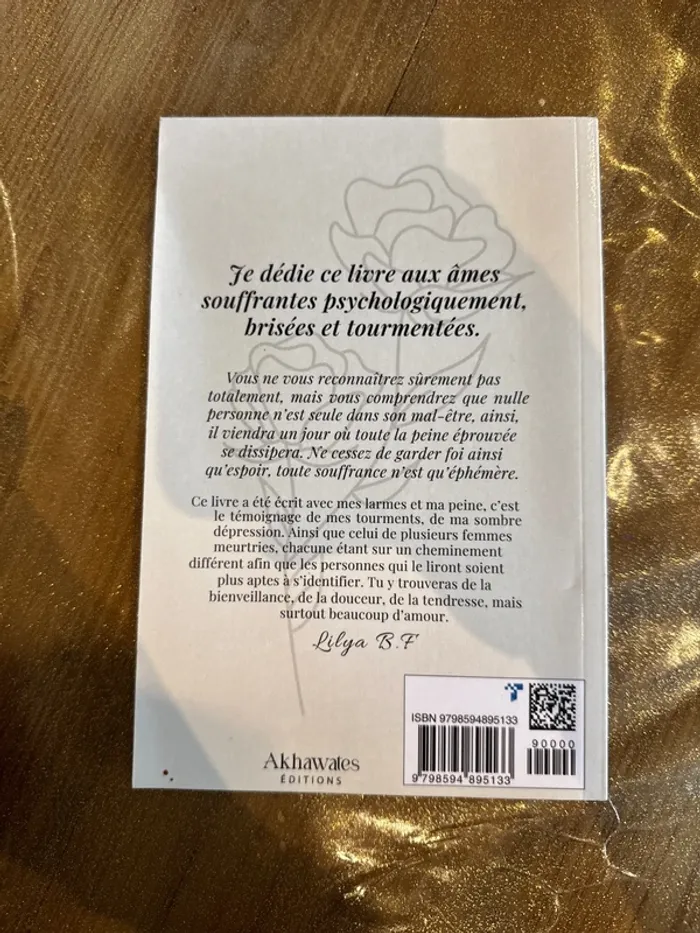 Je dédie ce livre aux âmes
souffrantes psychologiquement,
brisées et tourmentées.
Vous ne vous reconnaîtrez sûrement pas
totalement, mais vous comprendrez que nulle
personne n'est seule dans son mal-être, ainsi,
il viendra un jour où toute la peine éprouvée
se dissipera. Ne cessez de garder foi ainsi
qu'espoir, toute souffrance n'est qu'éphémère.
Ce livre a été écrit avec mes larmes et ma peine, c'est
le témoignage de mes tourments, de ma sombre
dépression. Ainsi que celui de plusieurs femmes
meurtries, chacune étant sur un cheminement
différent afin que les personnes qui le liront soient
plus aptes à s'identifier. Tu y trouveras de la
bienveillance, de la douceur, de la tendresse, mais
surtout beaucoup d'amour.
Lilya B.F
ISBN 9798594895133
90000
9 798594 895133
Akhawates
ÉDITIONS